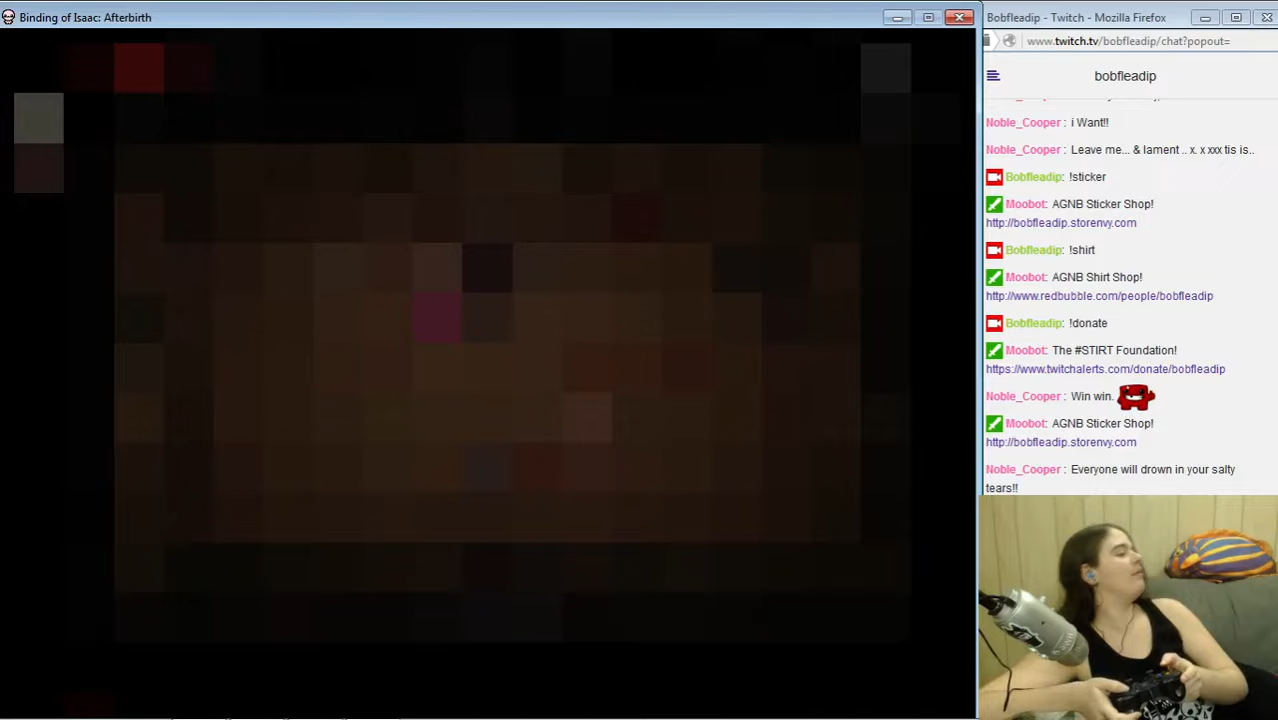 Binding of Isaac: Afterbirth
Bobfleadip - Twitch - Mozilla Firefox
www.twitch.tv/bobfleadip/chat?popout=
bobfleadip
Noble_Cooper : i Want!!
Noble_Cooper : Leave me... & lament .. x. x xxx tis is..
Bobfleadip: !sticker
Moobot: AGNB Sticker Shop!
http://bobfleadip.storenvy.com
Bobfleadip: !shirt
Moobot: AGNB Shirt Shop!
http://www.redbubble.com/people/bobfleadip
Bobfleadip: !donate
Moobot: The #STIRT Foundation!
https://www.twitchalerts.com/donate/bobfleadip
Noble_Cooper : Win win.
Moobot: AGNB Sticker Shop!
http://bobfleadip.storenvy.com
Noble_Cooper : Everyone will drown in your salty
tears!!